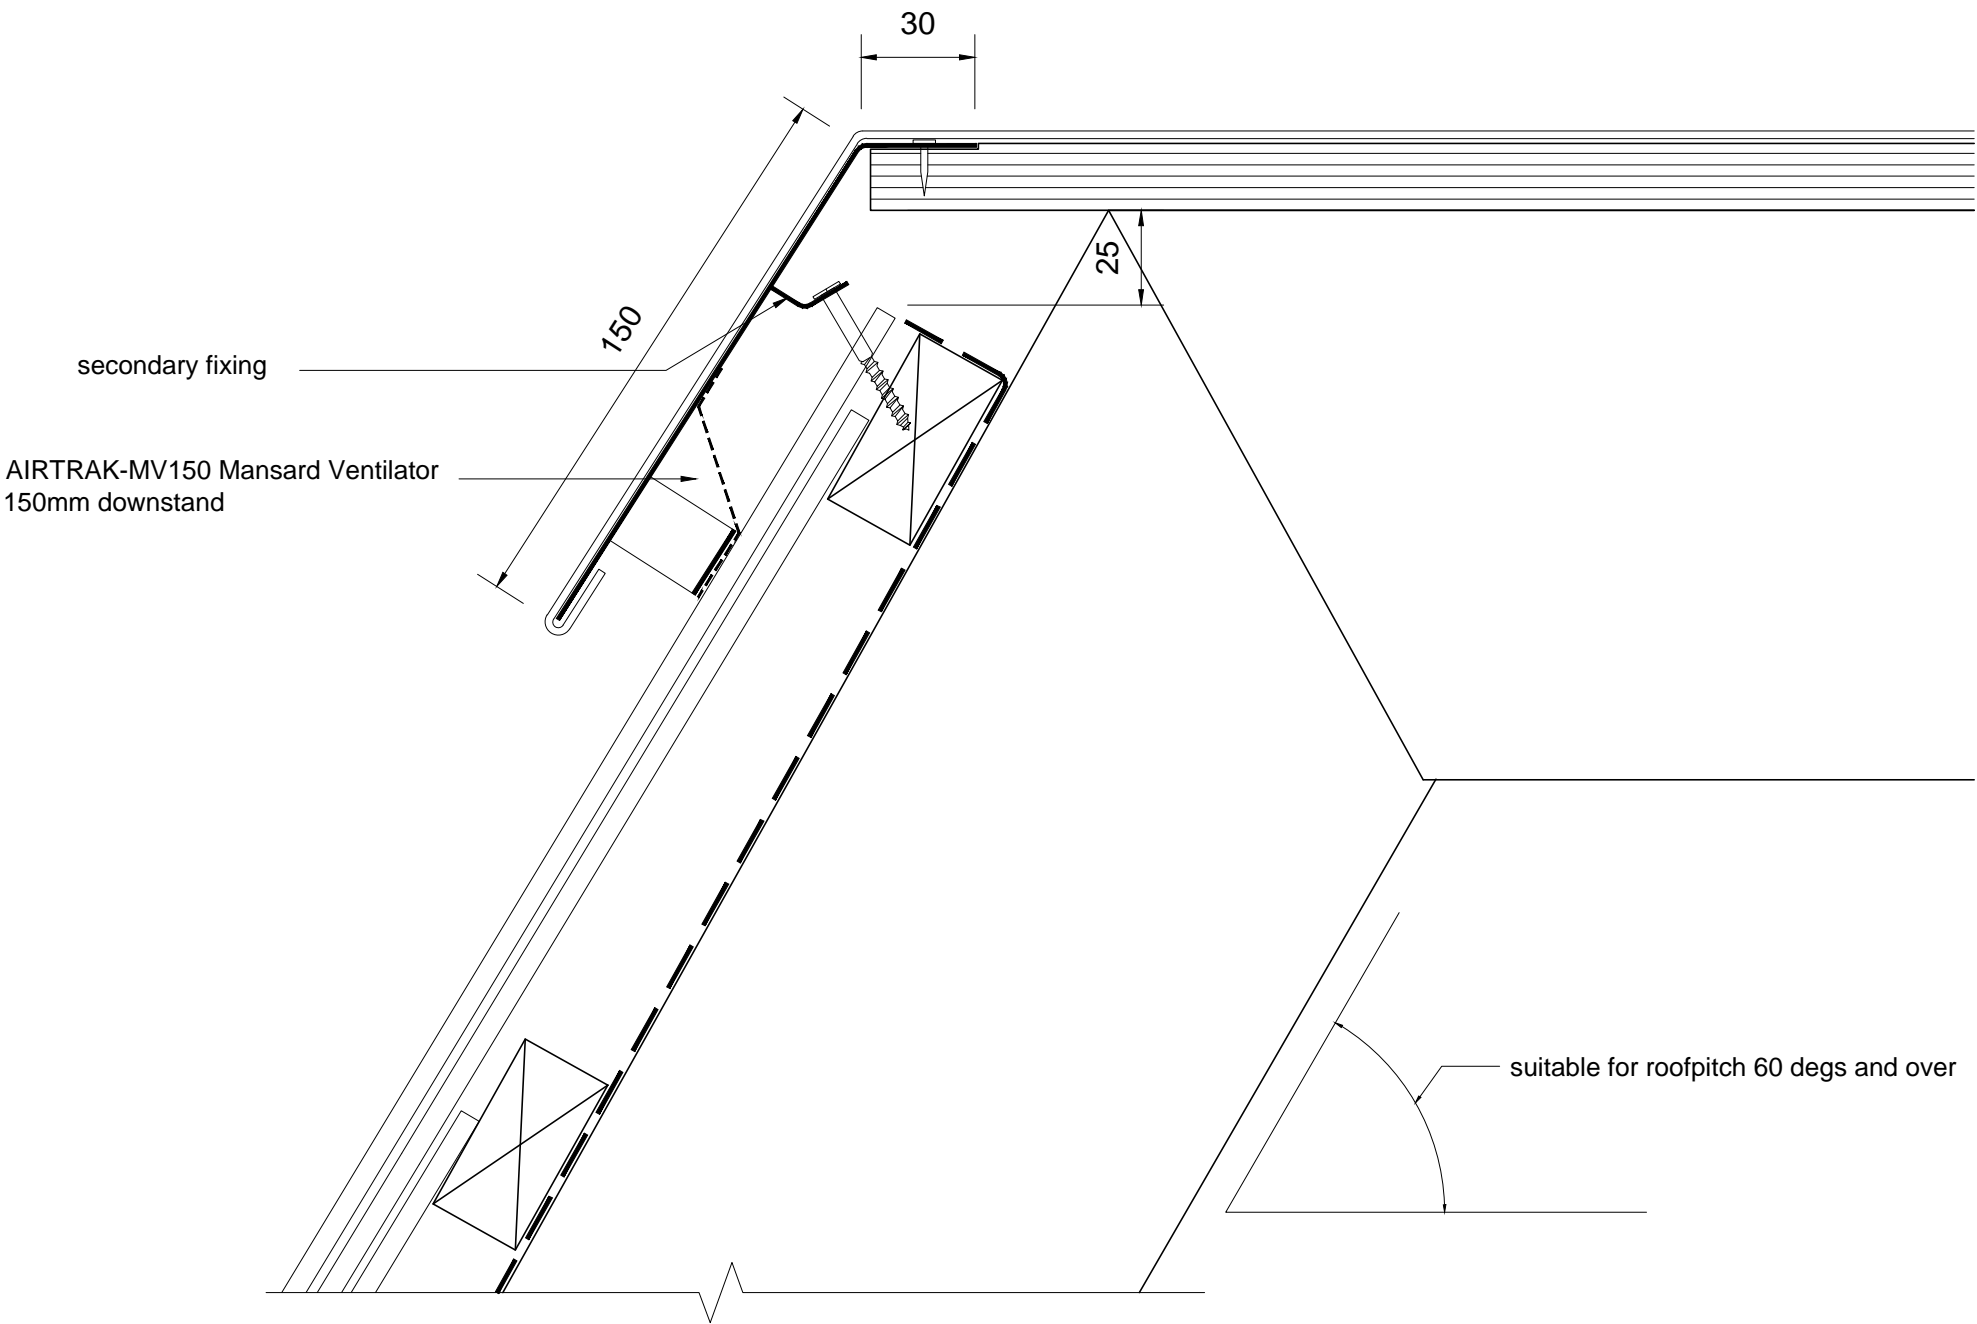 30
25
150
secondary fixing
AIRTRAK-MV150 Mansard Ventilator
150mm downstand
suitable for roofpitch 60 degs and over